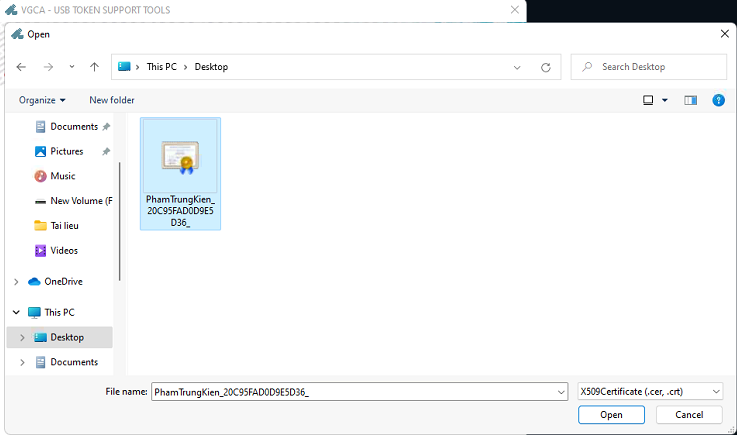 VGCA - USB TOKEN SUPPORT TOOLS
Open
This PC > Desktop
Search Desktop
Organize
New folder
Documents
Pictures
Music
New Volume (F
Tai lieu
Videos
OneDrive
This PC
Desktop
Documents
PhamTrungKien_
20C95FAD0D9E5
D36_
File name:
PhamTrungKien_20C95FAD0D9E5D36_
X509Certificate (.cer, .crt)
Open
Cancel